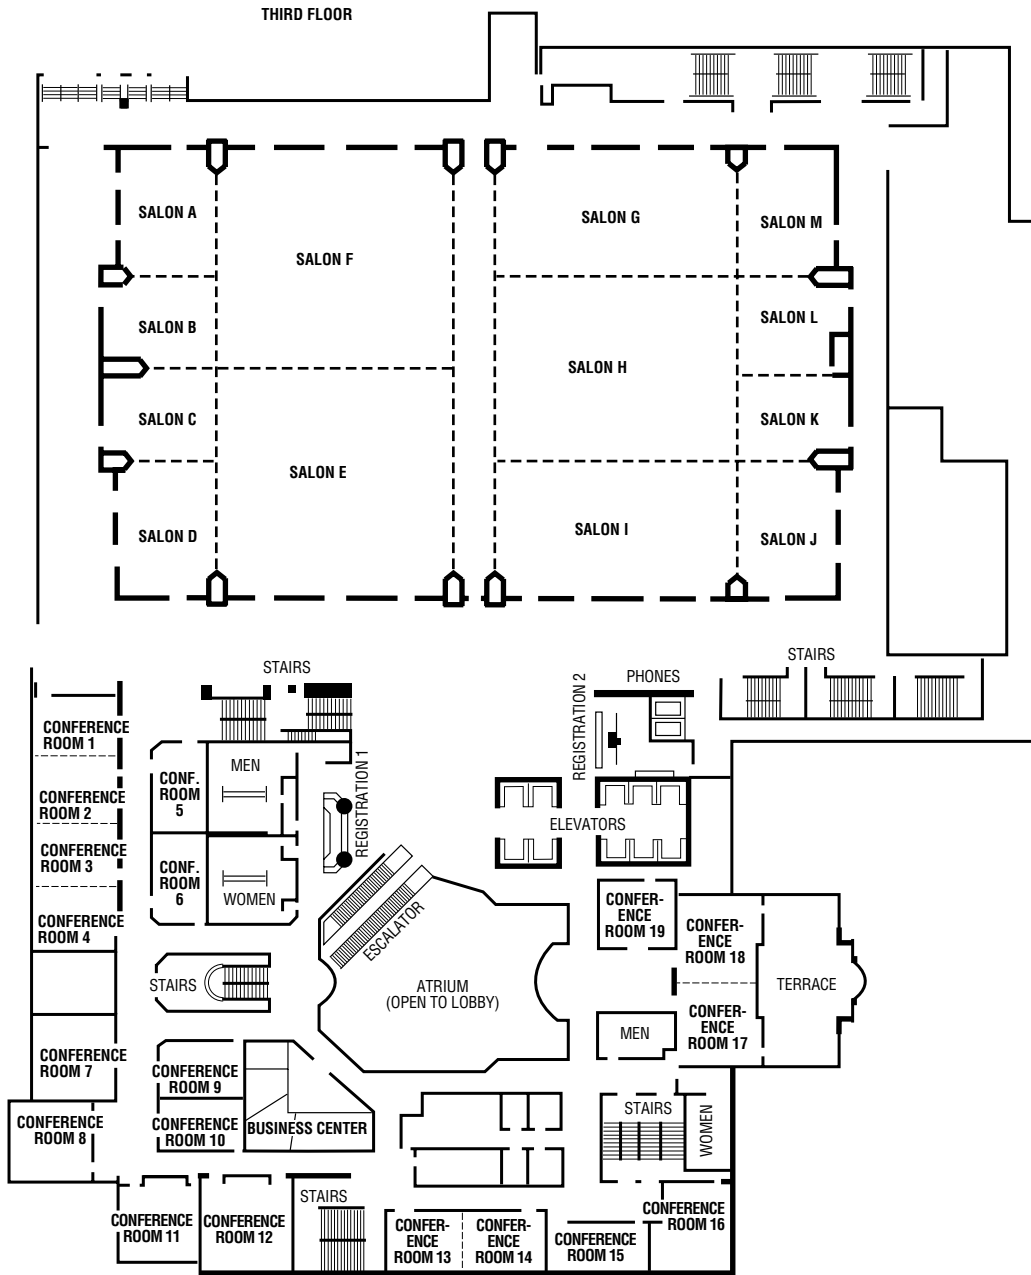 THIRD FLOOR
SALON A
SALON B
SALON C
SALON D
SALON F
SALON E
SALON G
SALON H
SALON I
SALON M
SALON L
SALON K
SALON J
STAIRS
PHONES
STAIRS
REGISTRATION 2
REGISTRATION 1
CONFERENCE
ROOM 1
CONFERENCE
ROOM 2
CONFERENCE
ROOM 3
CONFERENCE
ROOM 4
CONF.
ROOM
5
MEN
CONF.
ROOM
6
WOMEN
ELEVATORS
ESCALATOR
CONFER-
ENCE
ROOM 19
CONFER-
ENCE
ROOM 18
TERRACE
STAIRS
ATRIUM
(OPEN TO LOBBY)
MEN
CONFER-
ENCE
ROOM 17
CONFERENCE
ROOM 7
CONFERENCE
ROOM 9
CONFERENCE
ROOM 8
CONFERENCE
ROOM 10
BUSINESS CENTER
STAIRS
WOMEN
CONFERENCE
ROOM 11
CONFERENCE
ROOM 12
STAIRS
CONFER-
ENCE
ROOM 13
CONFER-
ENCE
ROOM 14
CONFERENCE
ROOM 15
CONFERENCE
ROOM 16